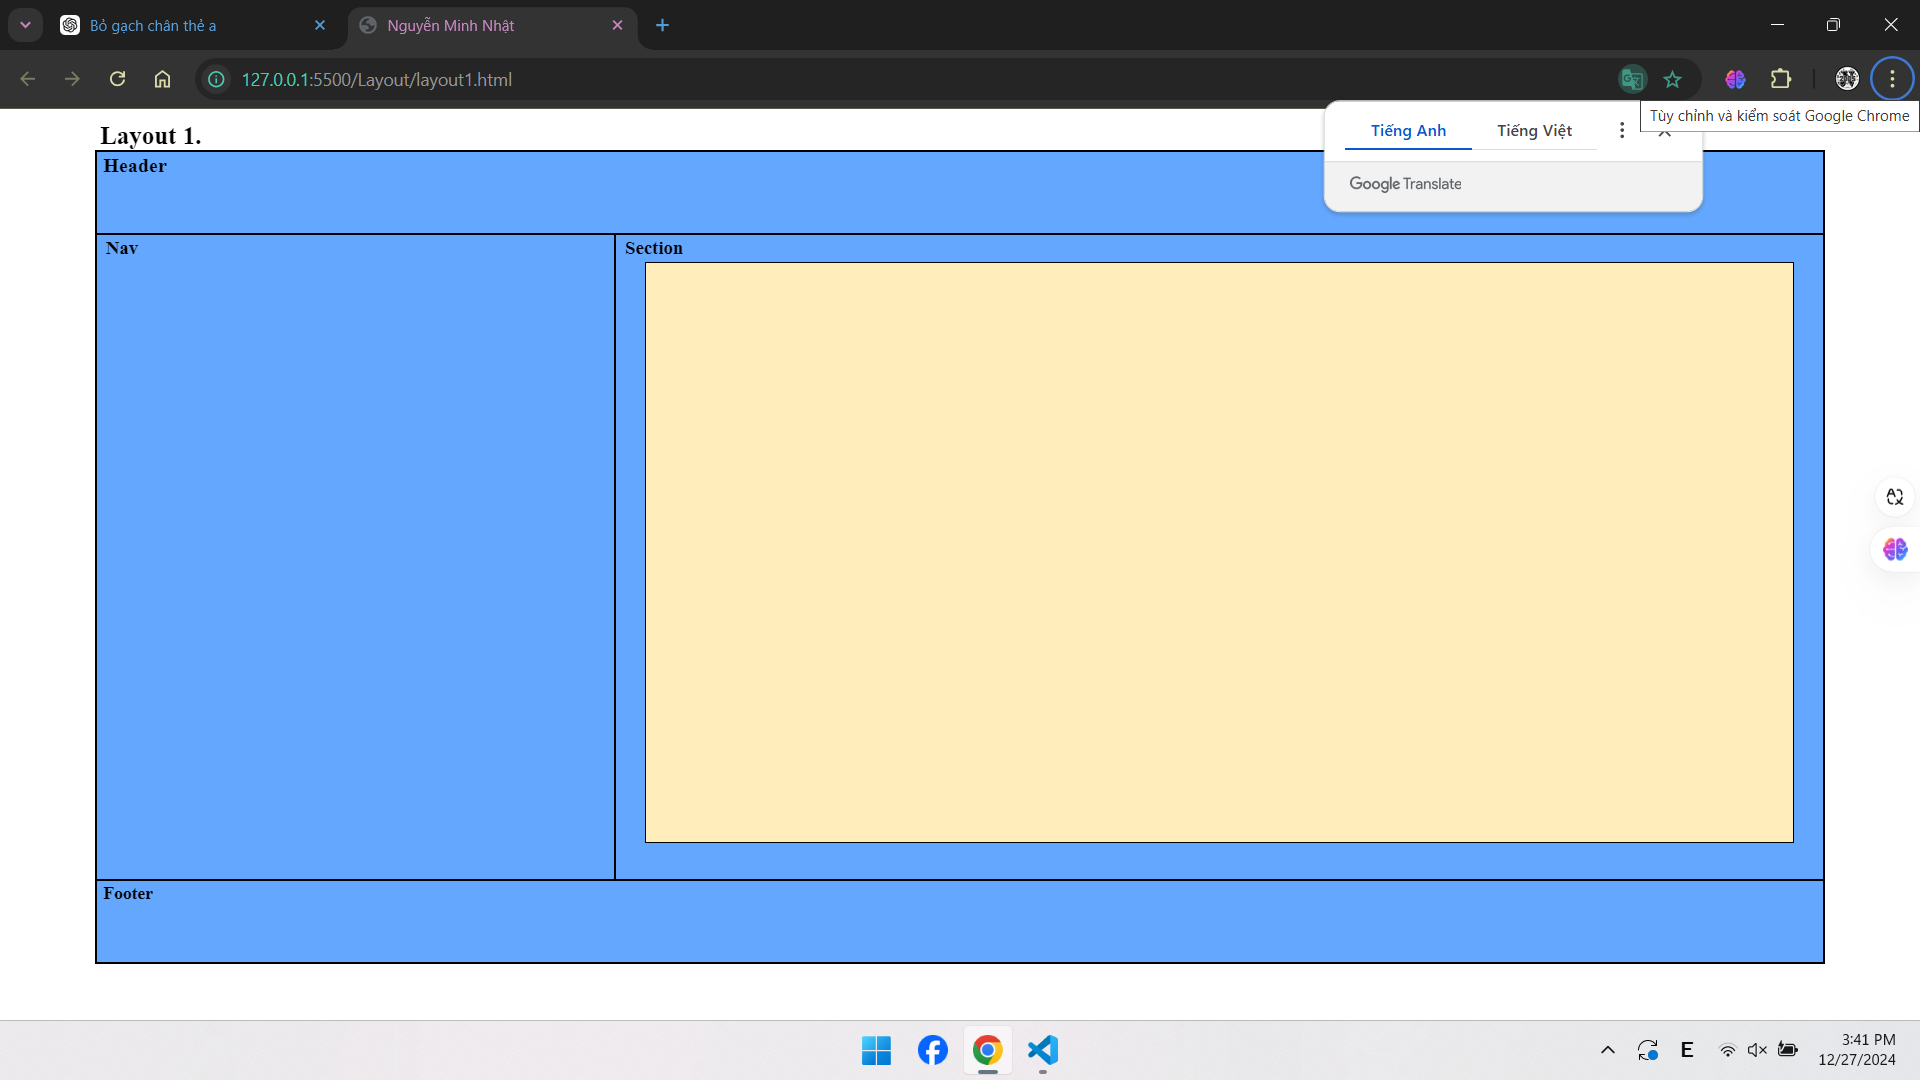 Bỏ gạch chân thẻ a
Nguyễn Minh Nhật
127.0.0.1:5500/Layout/layout1.html
Tùy chỉnh và kiểm soát Google Chrome
Tiếng Anh
Tiếng Việt
Google Translate
Layout 1.
Header
Nav
Section
Footer
E
3:41 PM
12/27/2024